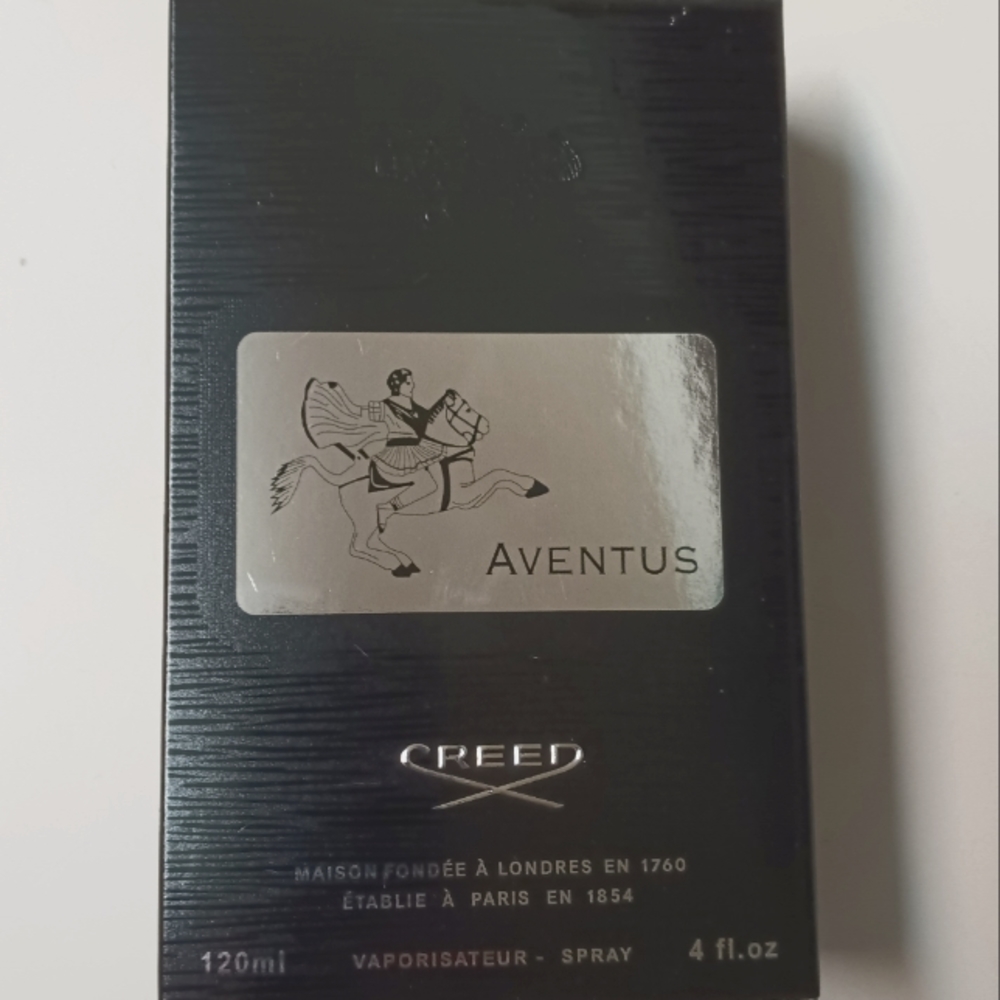 AVENTUS
CREED
MAISON FONDÉE À LONDRES EN 1760
ÉTABLIE À PARIS EN 1854
120ml VAPORISATEUR - SPRAY 4 fl.oz